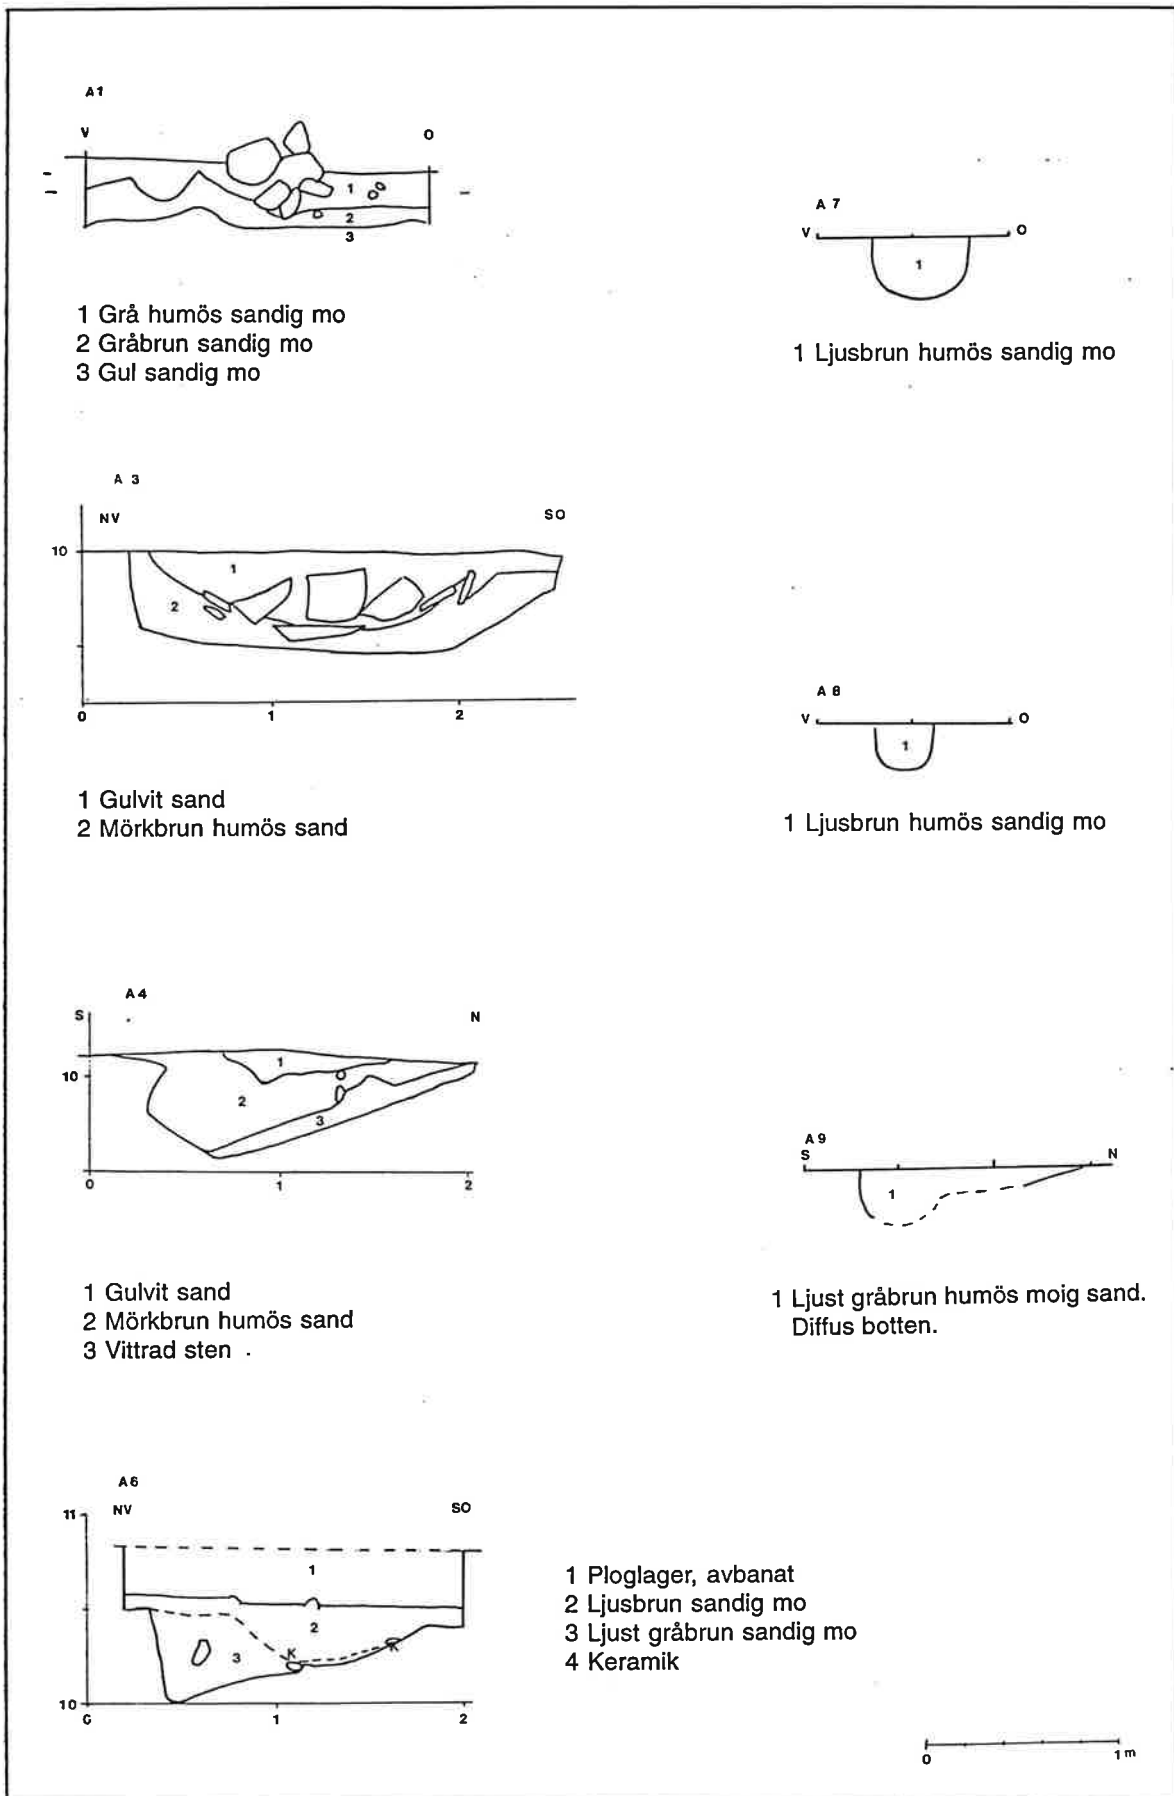 A1
V O
1
2
3
1 Grå humös sandig mo
2 Gråbrun sandig mo
3 Gul sandig mo
A 7
V O
1
1 Ljusbrun humös sandig mo
A 3
NV SO
10
1
2
0 1 2
1 Gulvit sand
2 Mörkbrun humös sand
A 8
V O
1
1 Ljusbrun humös sandig mo
A4
S N
10
1
2
3
0 1 2
1 Gulvit sand
2 Mörkbrun humös sand
3 Vittrad sten
A9
S N
1
1 Ljust gråbrun humös moig sand.
Diffus botten.
A6
NV SO
11
1
2
3
K K
10
0 1 2
1 Ploglager, avbanat
2 Ljusbrun sandig mo
3 Ljust gråbrun sandig mo
4 Keramik
0 1 m